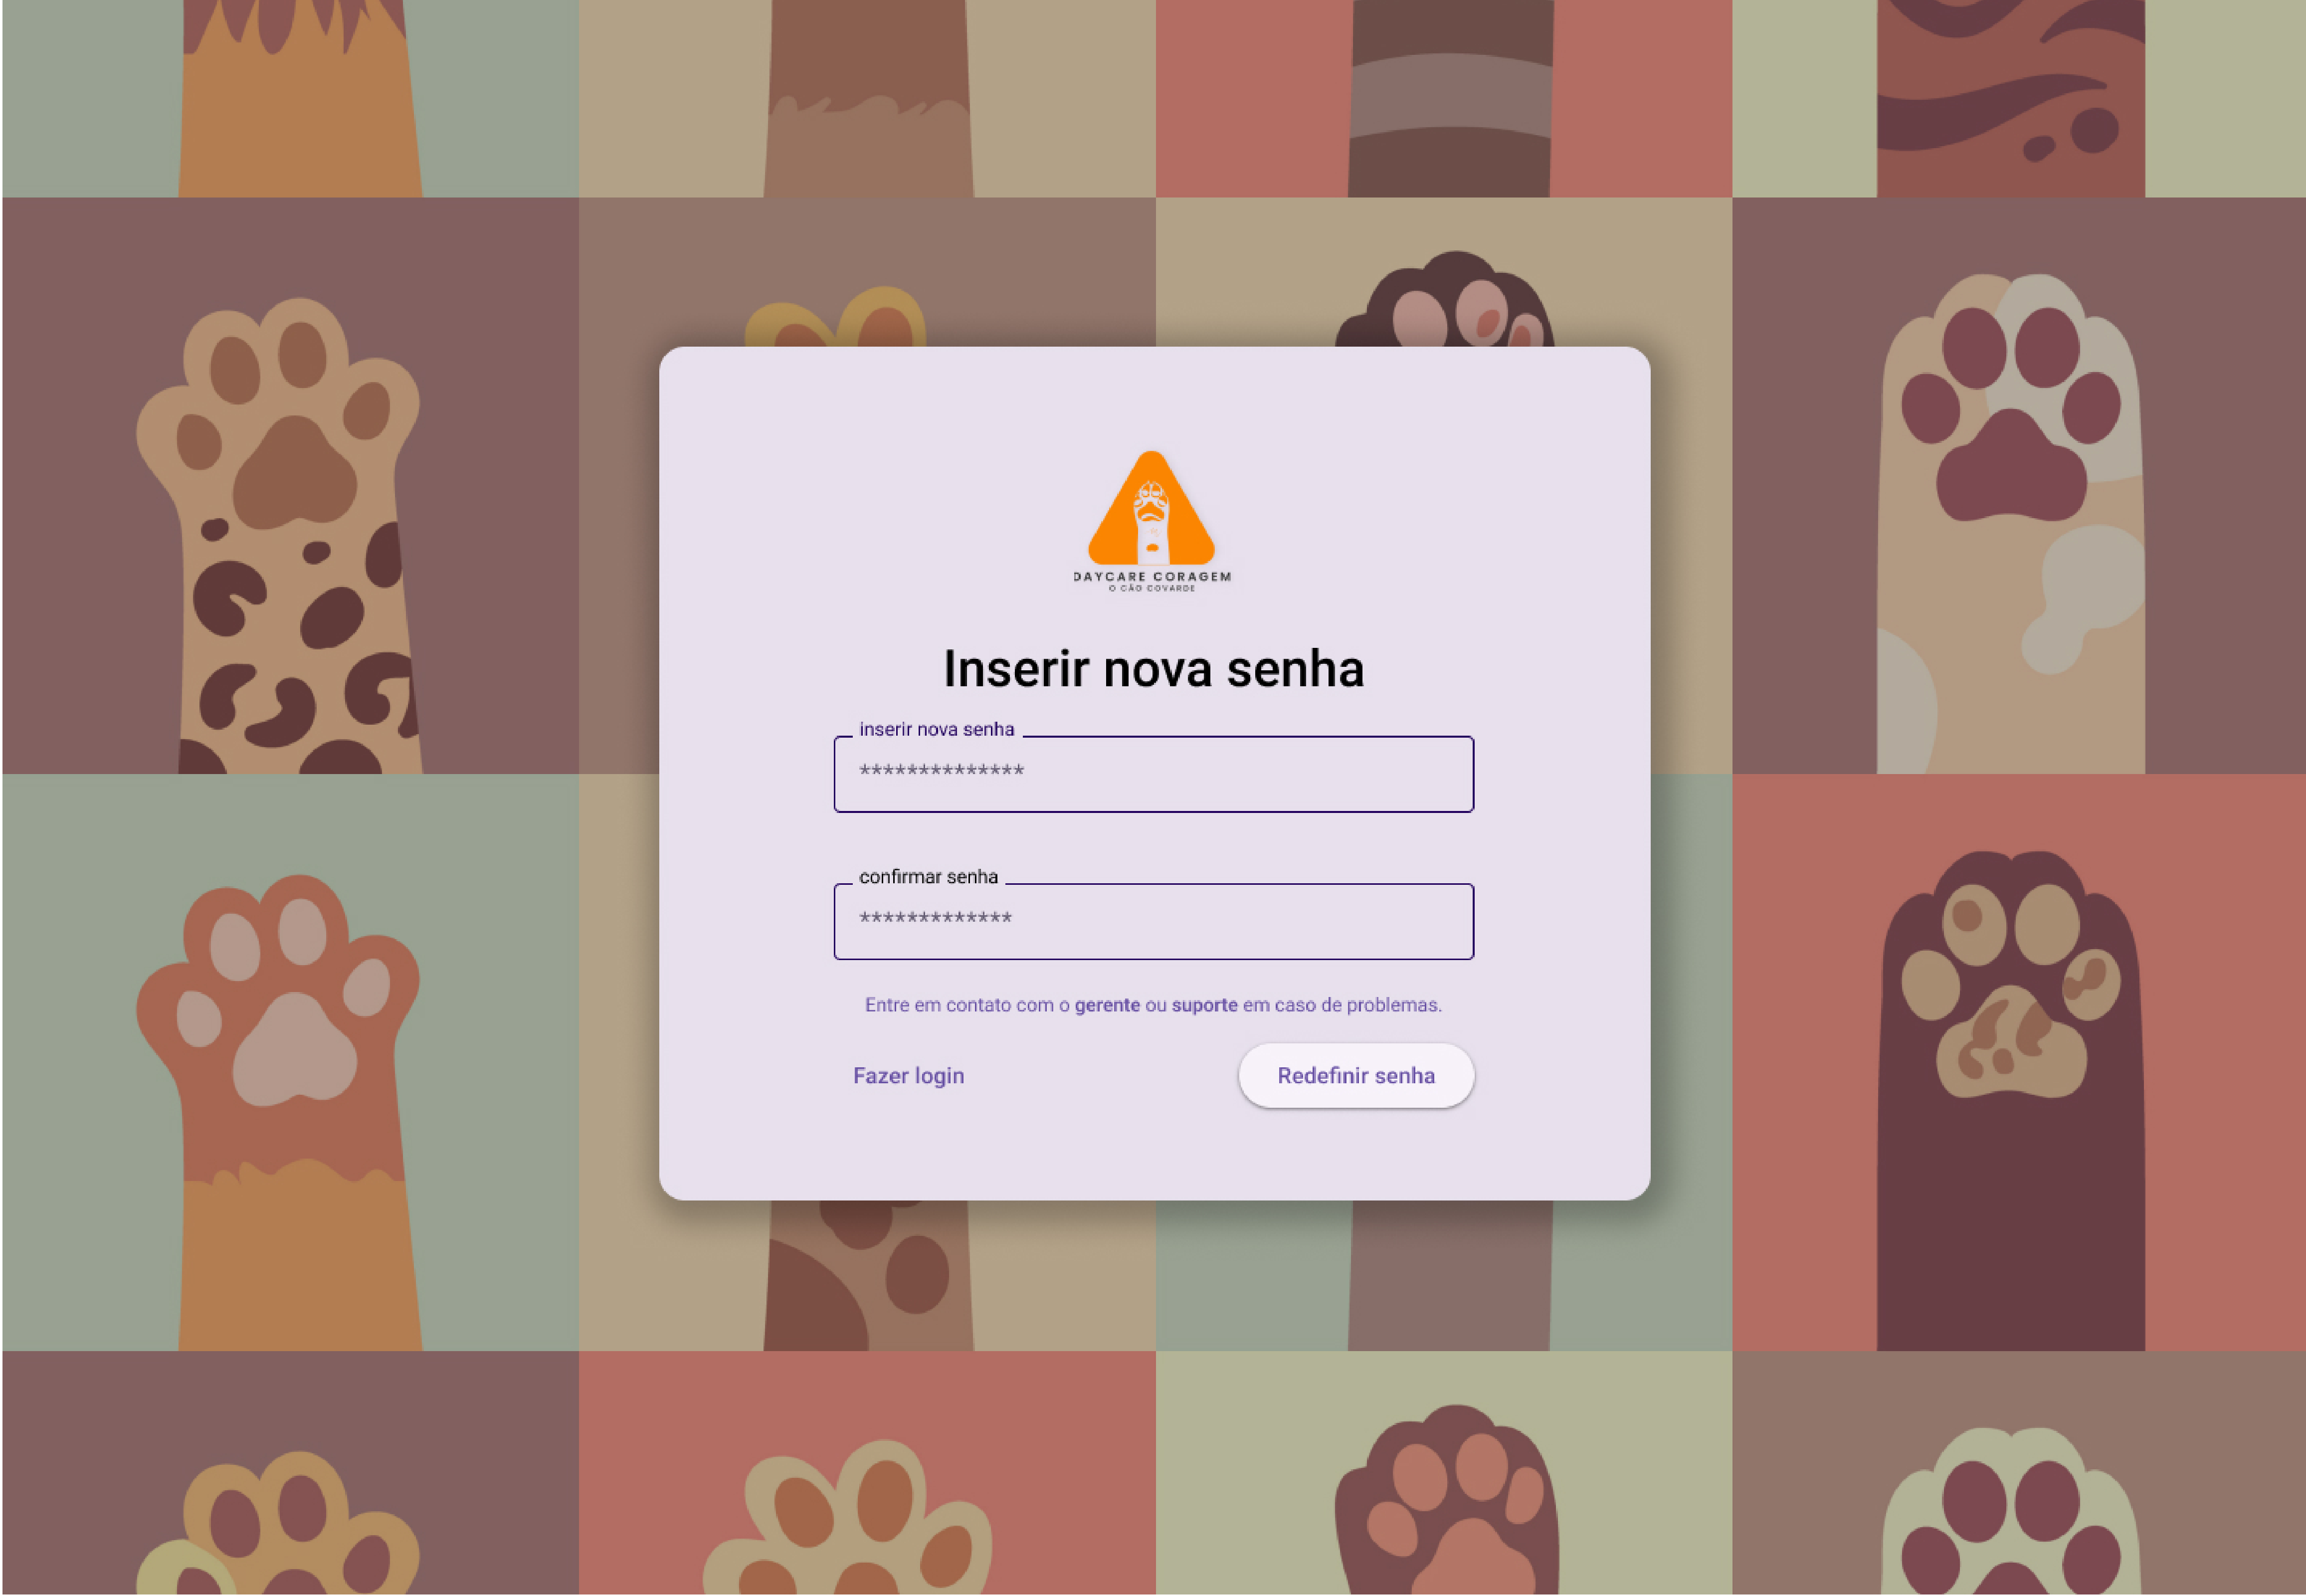 DAYCARE CORAGEM
O CÃO COVARDE
Inserir nova senha
inserir nova senha
**************
confirmar senha
*************
Entre em contato com o gerente ou suporte em caso de problemas.
Fazer login
Redefinir senha